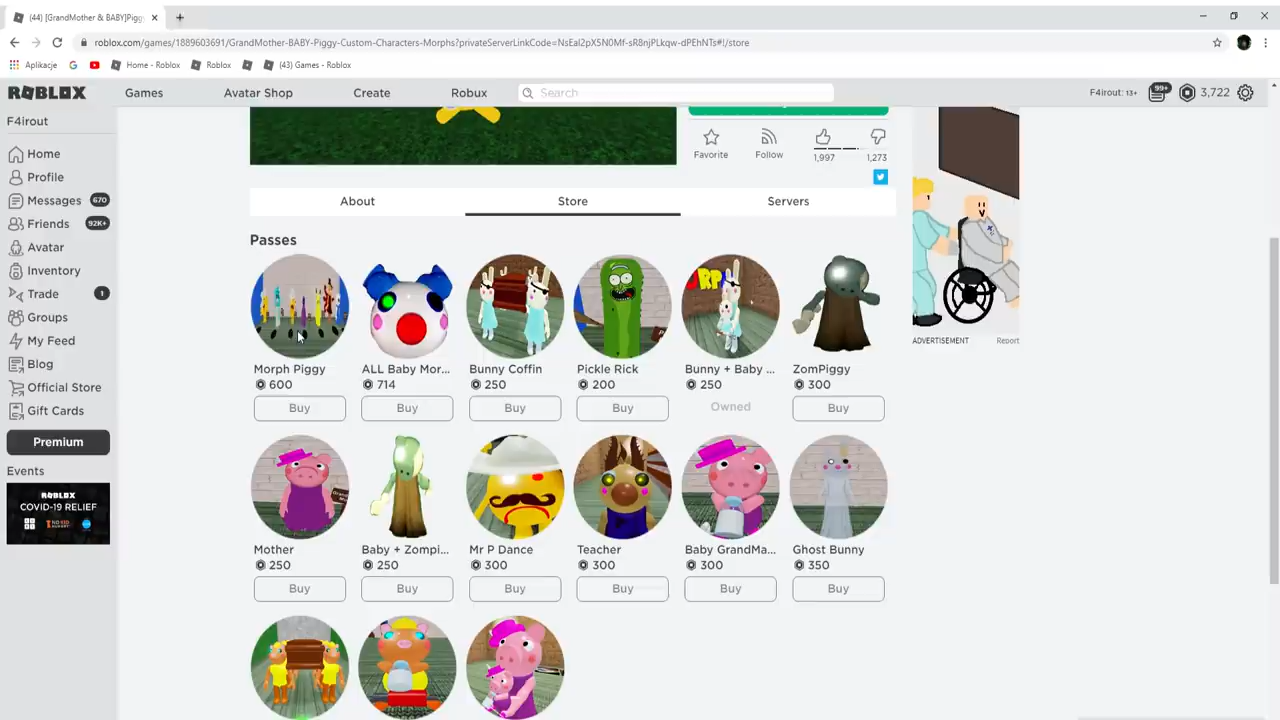 (44) [GrandMother & BABY]Piggy
roblox.com/games/1889603691/GrandMother-BABY-Piggy-Custom-Characters-Morphs?privateServerLinkCode=NsEaI2pX5N0Mf-sR8njPLkqw-dPEhNTs#!/store
Aplikacje Home - Roblox Roblox (43) Games - Roblox
ROBLOX Games Avatar Shop Create Robux Search F4irout: 13+ 99+ 3,722
F4irout
Home
Profile
Messages 670
Friends 92K+
Avatar
Inventory
Trade 1
Groups
My Feed
Blog
Official Store
Gift Cards
Premium
Events
ROBLOX
COVID-19 RELIEF
Favorite Follow 1,997 1,273
About Store Servers
Passes
Morph Piggy ALL Baby Mor... Bunny Coffin Pickle Rick Bunny + Baby ... ZomPiggy
600 714 250 200 250 300
Buy Buy Buy Buy Owned Buy
Mother Baby + Zompi... Mr P Dance Teacher Baby GrandMa... Ghost Bunny
250 250 300 300 300 350
Buy Buy Buy Buy Buy Buy
ADVERTISEMENT Report